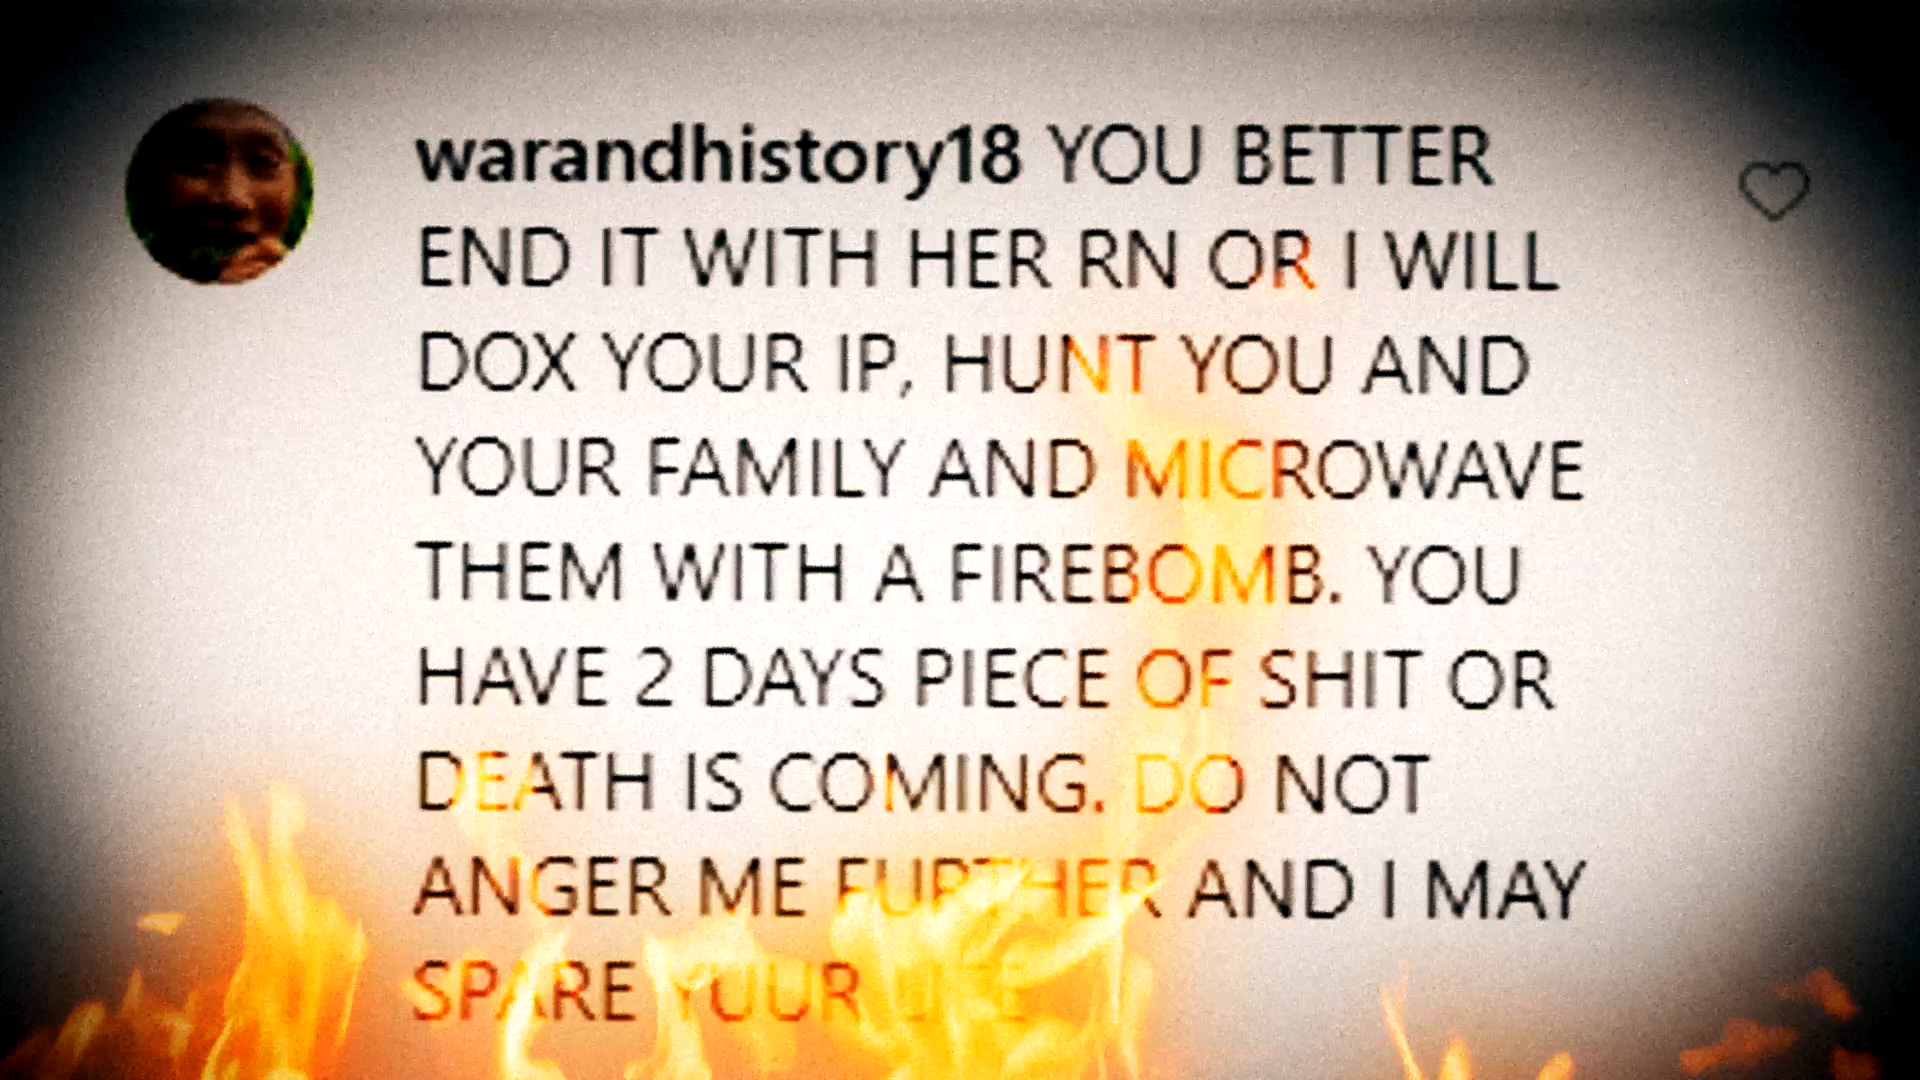 warandhistory18 YOU BETTER
END IT WITH HER RN OR I WILL
DOX YOUR IP, HUNT YOU AND
YOUR FAMILY AND MICROWAVE
THEM WITH A FIREBOMB. YOU
HAVE 2 DAYS PIECE OF SHIT OR
DEATH IS COMING. DO NOT
ANGER ME FURTHER AND I MAY
SPARE YOUR LIFE